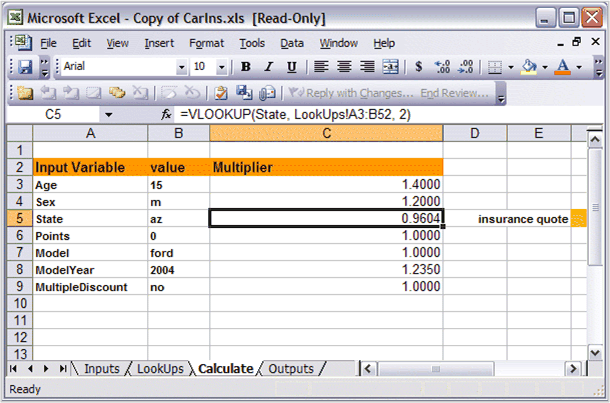 Microsoft Excel - Copy of CarIns.xls [Read-Only]
File Edit View Insert Format Tools Data Window Help
Arial 10 B I U $ .00
Reply with Changes... End Review...
C5 fx =VLOOKUP(State, LookUps!A3:B52, 2)
A B C D E
1
2 Input Variable value Multiplier
3 Age 15 1.4000
4 Sex m 1.2000
5 State az 0.9604 insurance quote
6 Points 0 1.0000
7 Model ford 1.0000
8 ModelYear 2004 1.2350
9 MultipleDiscount no 1.0000
10
11
12
13
Inputs LookUps Calculate Outputs
Ready